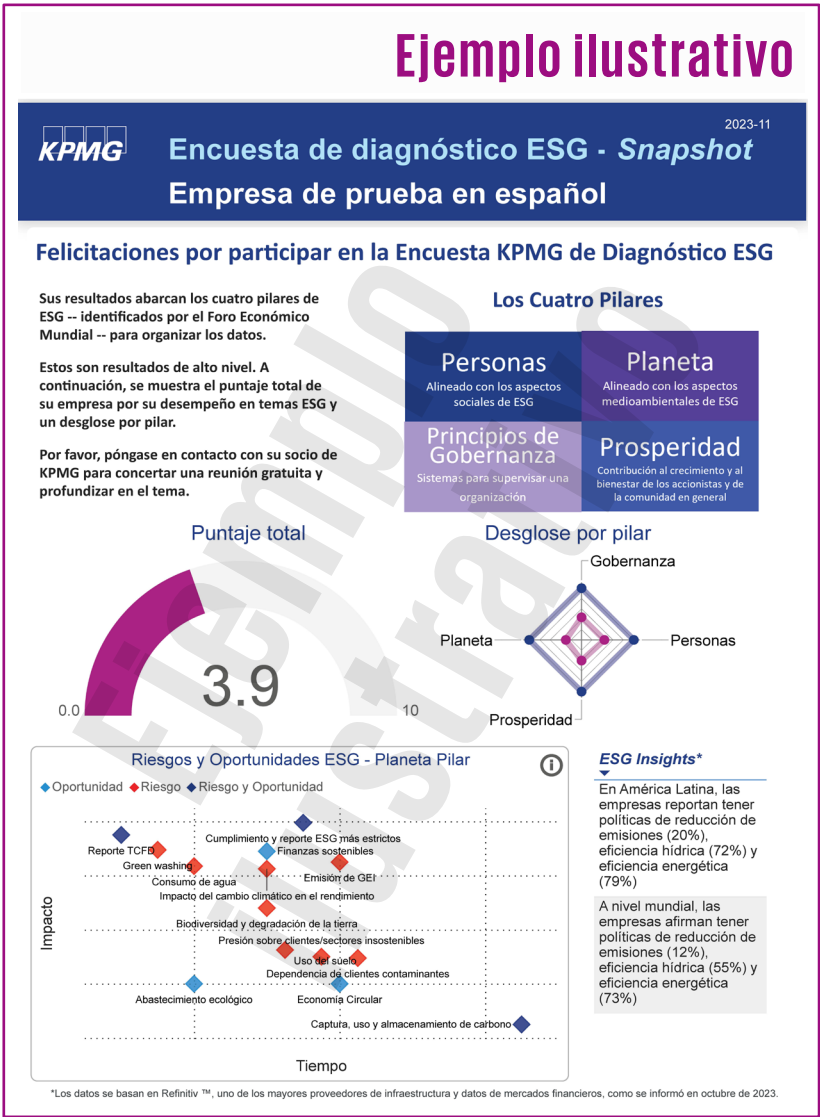 Ejemplo ilustrativo
2023-11
KPMG
Encuesta de diagnóstico ESG - Snapshot
Empresa de prueba en español
Felicitaciones por participar en la Encuesta KPMG de Diagnóstico ESG
Sus resultados abarcan los cuatro pilares de
ESG -- identificados por el Foro Económico
Mundial -- para organizar los datos.
Estos son resultados de alto nivel. A
continuación, se muestra el puntaje total de
su empresa por su desempeño en temas ESG y
un desglose por pilar.
Por favor, póngase en contacto con su socio de
KPMG para concertar una reunión gratuita y
profundizar en el tema.
Los Cuatro Pilares
Personas
Alineado con los aspectos
sociales de ESG
Planeta
Alineado con los aspectos
medioambientales de ESG
Principios de
Gobernanza
Sistemas para supervisar una
organización
Prosperidad
Contribución al crecimiento y al
bienestar de los accionistas y de
la comunidad en general
Puntaje total
3.9
0.0
10
Desglose por pilar
Gobernanza
Planeta
Personas
Prosperidad
Riesgos y Oportunidades ESG - Planeta Pilar
Oportunidad Riesgo Riesgo y Oportunidad
Cumplimiento y reporte ESG más estrictos
Reporte TCFD
Finanzas sostenibles
Green washing
Emisión de GEI
Consumo de agua
Impacto del cambio climático en el rendimiento
Biodiversidad y degradación de la tierra
Presión sobre clientes/sectores insostenibles
Uso del suelo
Dependencia de clientes contaminantes
Abastecimiento ecológico
Economía Circular
Captura, uso y almacenamiento de carbono
Impacto
Tiempo
ESG Insights*
En América Latina, las
empresas reportan tener
políticas de reducción de
emisiones (20%),
eficiencia hídrica (72%) y
eficiencia energética
(79%)
A nivel mundial, las
empresas afirman tener
políticas de reducción de
emisiones (12%),
eficiencia hídrica (55%) y
eficiencia energética
(73%)
*Los datos se basan en Refinitiv ™, uno de los mayores proveedores de infraestructura y datos de mercados financieros, como se informó en octubre de 2023.
Ejemplo
ilustrativo